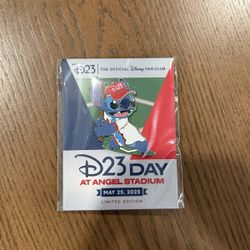 D23 | THE OFFICIAL Disney FAN CLUB
D23 DAY
AT ANGEL STADIUM
MAY 25, 2025
LIMITED EDITION